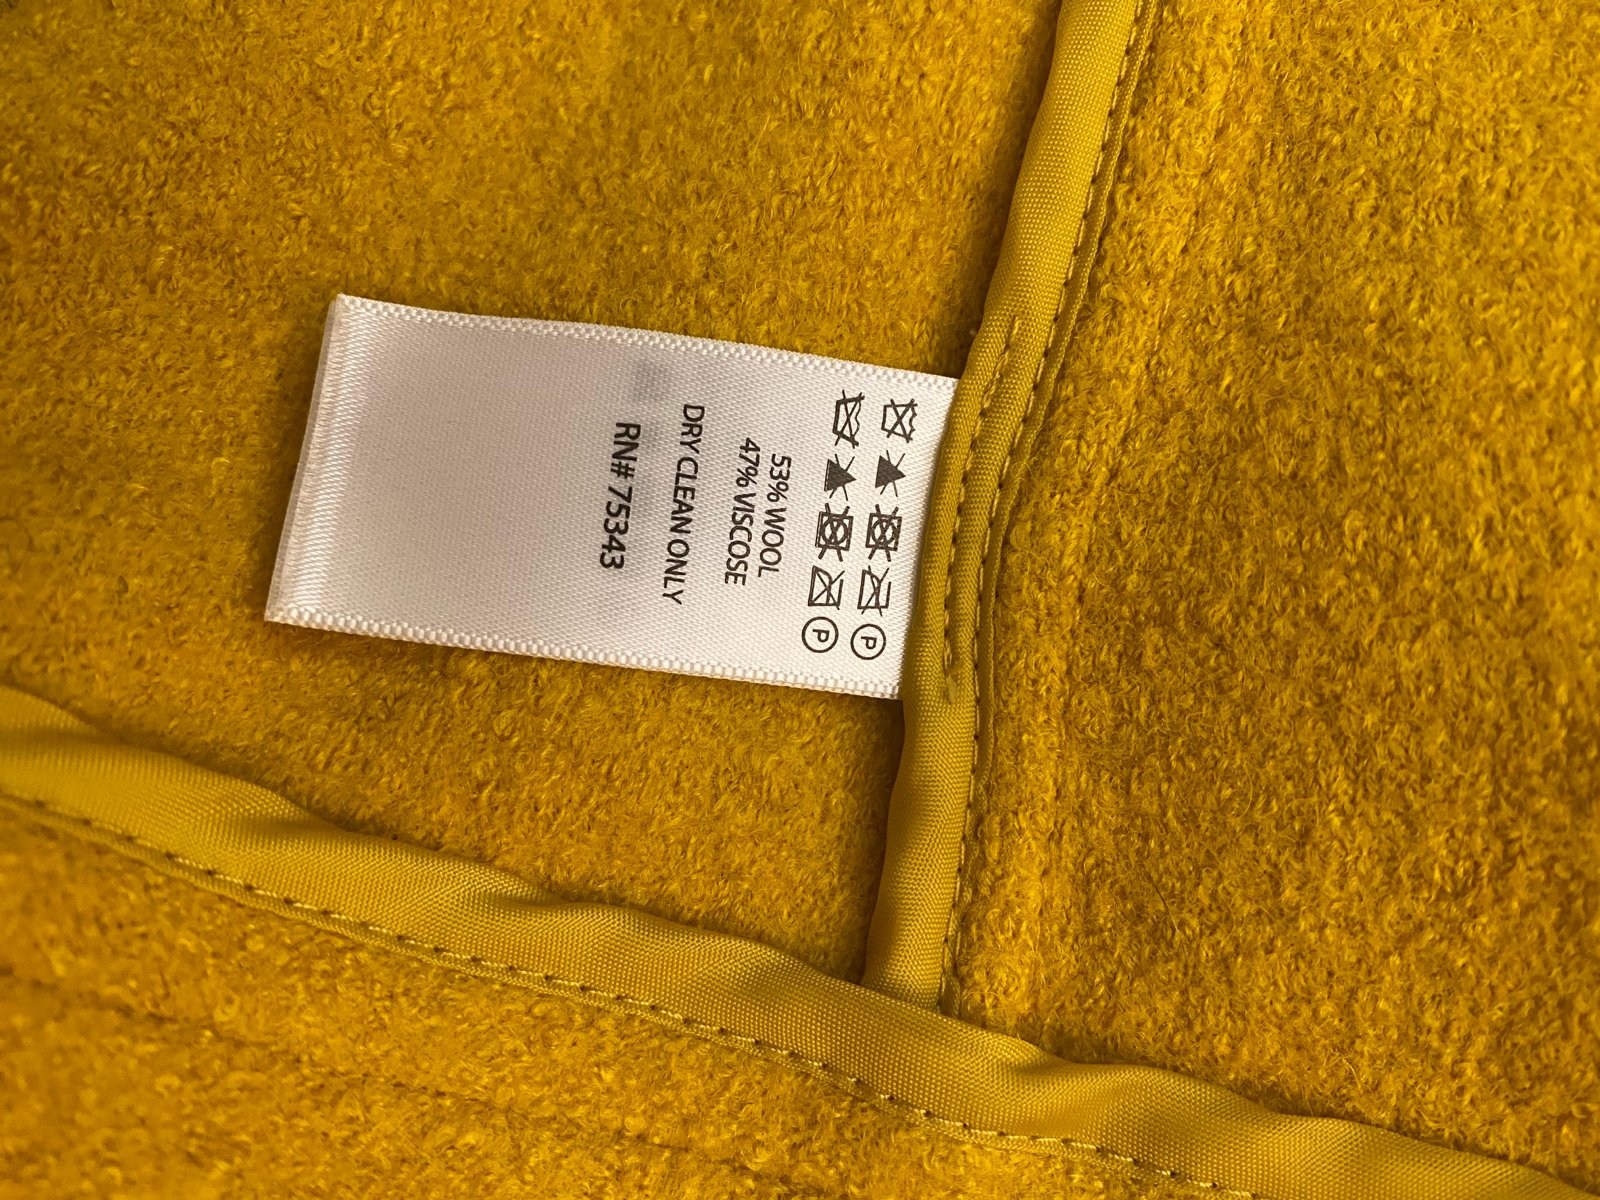 P
P
53% WOOL
47% VISCOSE
DRY CLEAN ONLY
RN# 75343